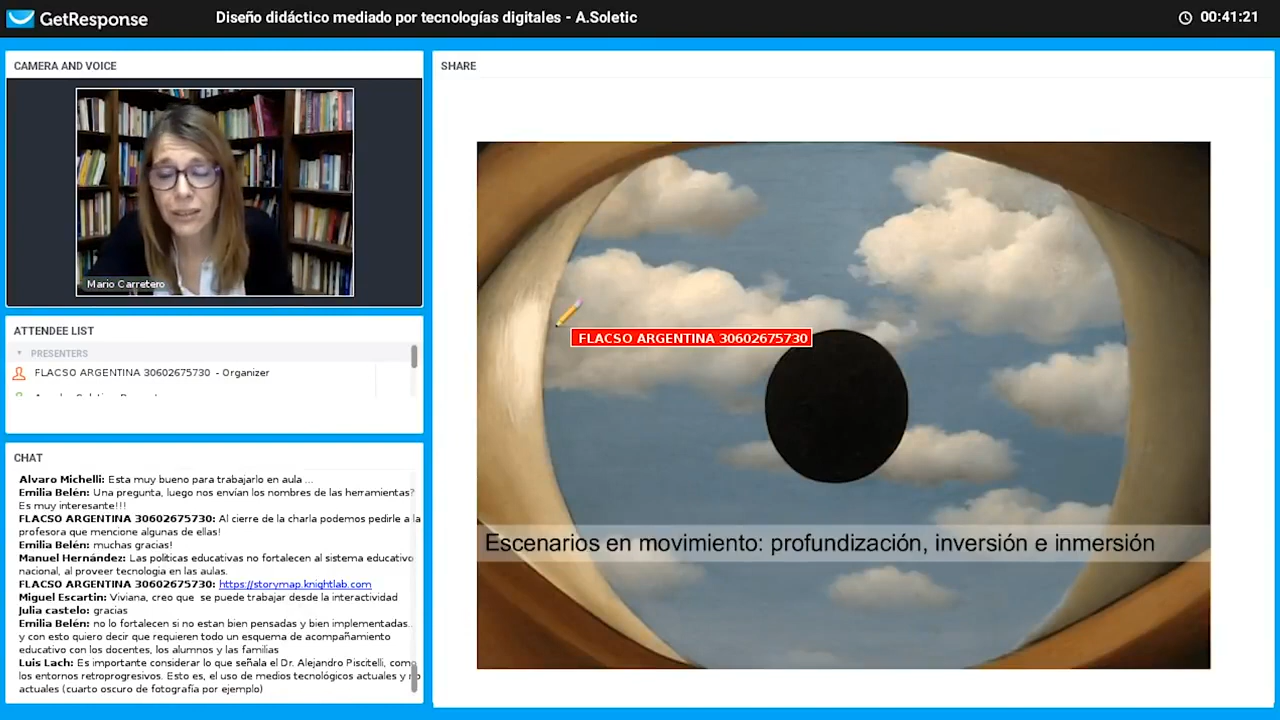 GetResponse
Diseño didáctico mediado por tecnologías digitales - A.Soletic
00:41:21
CAMERA AND VOICE
Mario Carretero
ATTENDEE LIST
PRESENTERS
FLACSO ARGENTINA 30602675730 - Organizer
CHAT
Alvaro Michelli: Esta muy bueno para trabajarlo en aula ...
Emilia Belén: Una pregunta, luego nos envían los nombres de las herramientas?
Es muy interesante!!!
FLACSO ARGENTINA 30602675730: Al cierre de la charla podemos pedirle a la
profesora que mencione algunas de ellas!
Emilia Belén: muchas gracias!
Manuel Hernández: Las políticas educativas no fortalecen al sistema educativo
nacional, al proveer tecnologia en las aulas.
FLACSO ARGENTINA 30602675730: https://storymap.knightlab.com
Miguel Escartin: Viviana, creo que se puede trabajar desde la interactividad
Julia castelo: gracias
Emilia Belén: no lo fortalecen si no estan bien pensadas y bien implementadas..
y con esto quiero decir que requieren todo un esquema de acompañamiento
educativo con los docentes, los alumnos y las familias
Luis Lach: Es importante considerar lo que señala el Dr. Alejandro Piscitelli, como
los entornos retroprogresivos. Esto es, el uso de medios tecnológicos actuales y no
actuales (cuarto oscuro de fotografía por ejemplo)
SHARE
FLACSO ARGENTINA 30602675730
Escenarios en movimiento: profundización, inversión e inmersión